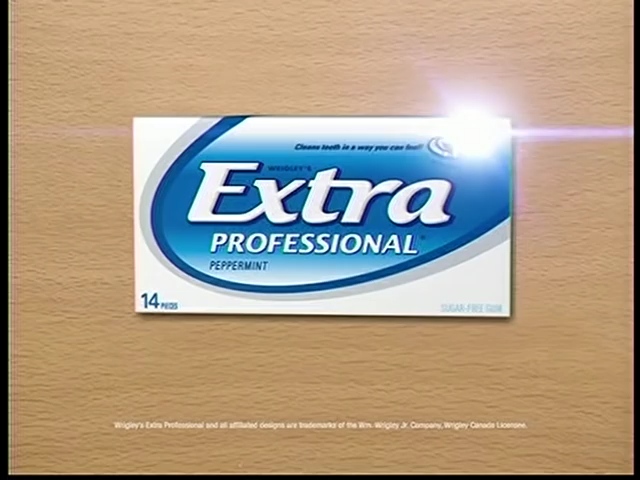 Cleans teeth in a way you can feel!
WRIGLEY'S
Extra
PROFESSIONAL
PEPPERMINT
14 PIECES
SUGAR-FREE GUM
Wrigley's Extra Professional and all affiliated designs are trademarks of the Wm. Wrigley Jr. Company, Wrigley Canada Licensee.